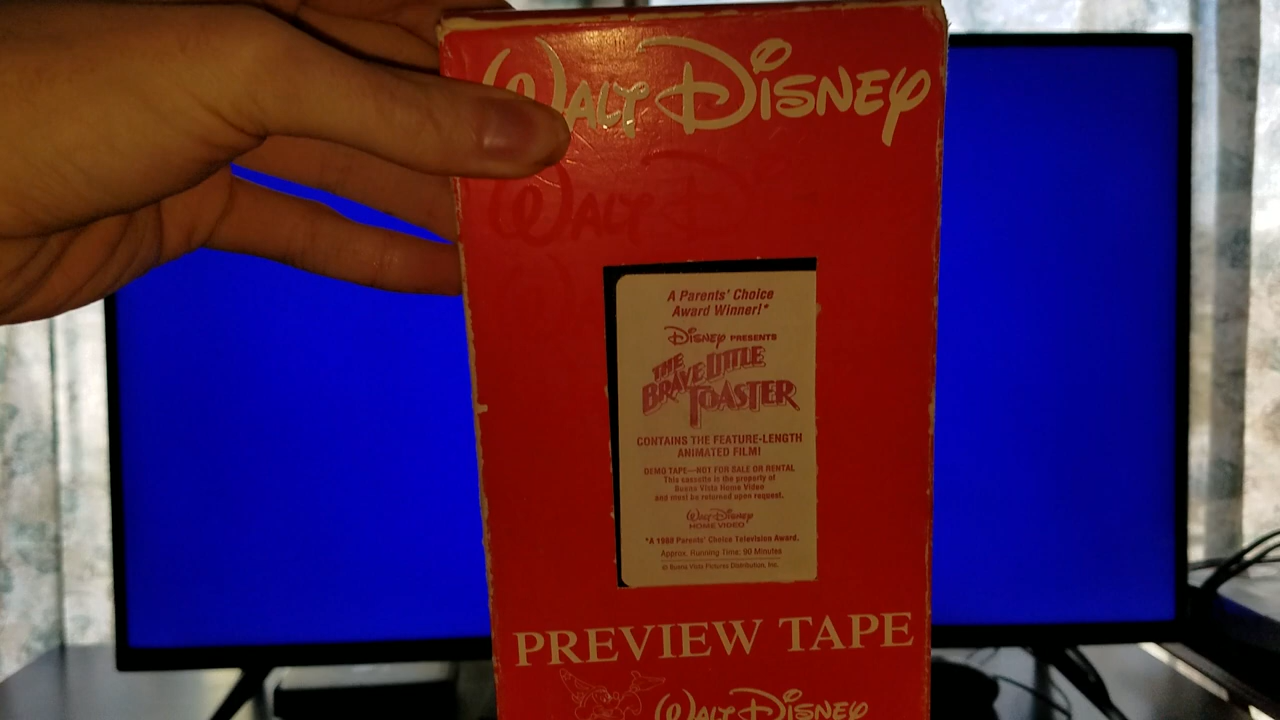 WALT DISNEY
WALT D
A Parents' Choice
Award Winner!*
DISNEY PRESENTS
THE
BRAVE LITTLE
TOASTER
CONTAINS THE FEATURE-LENGTH
ANIMATED FILM!
DEMO TAPE—NOT FOR SALE OR RENTAL
This cassette is the property of
Buena Vista Home Video
and must be returned upon request.
WALT DISNEY
HOME VIDEO
*A 1988 Parents' Choice Television Award.
Approx. Running Time: 90 Minutes
© Buena Vista Pictures Distribution, Inc.
PREVIEW TAPE
WALT DISNEY